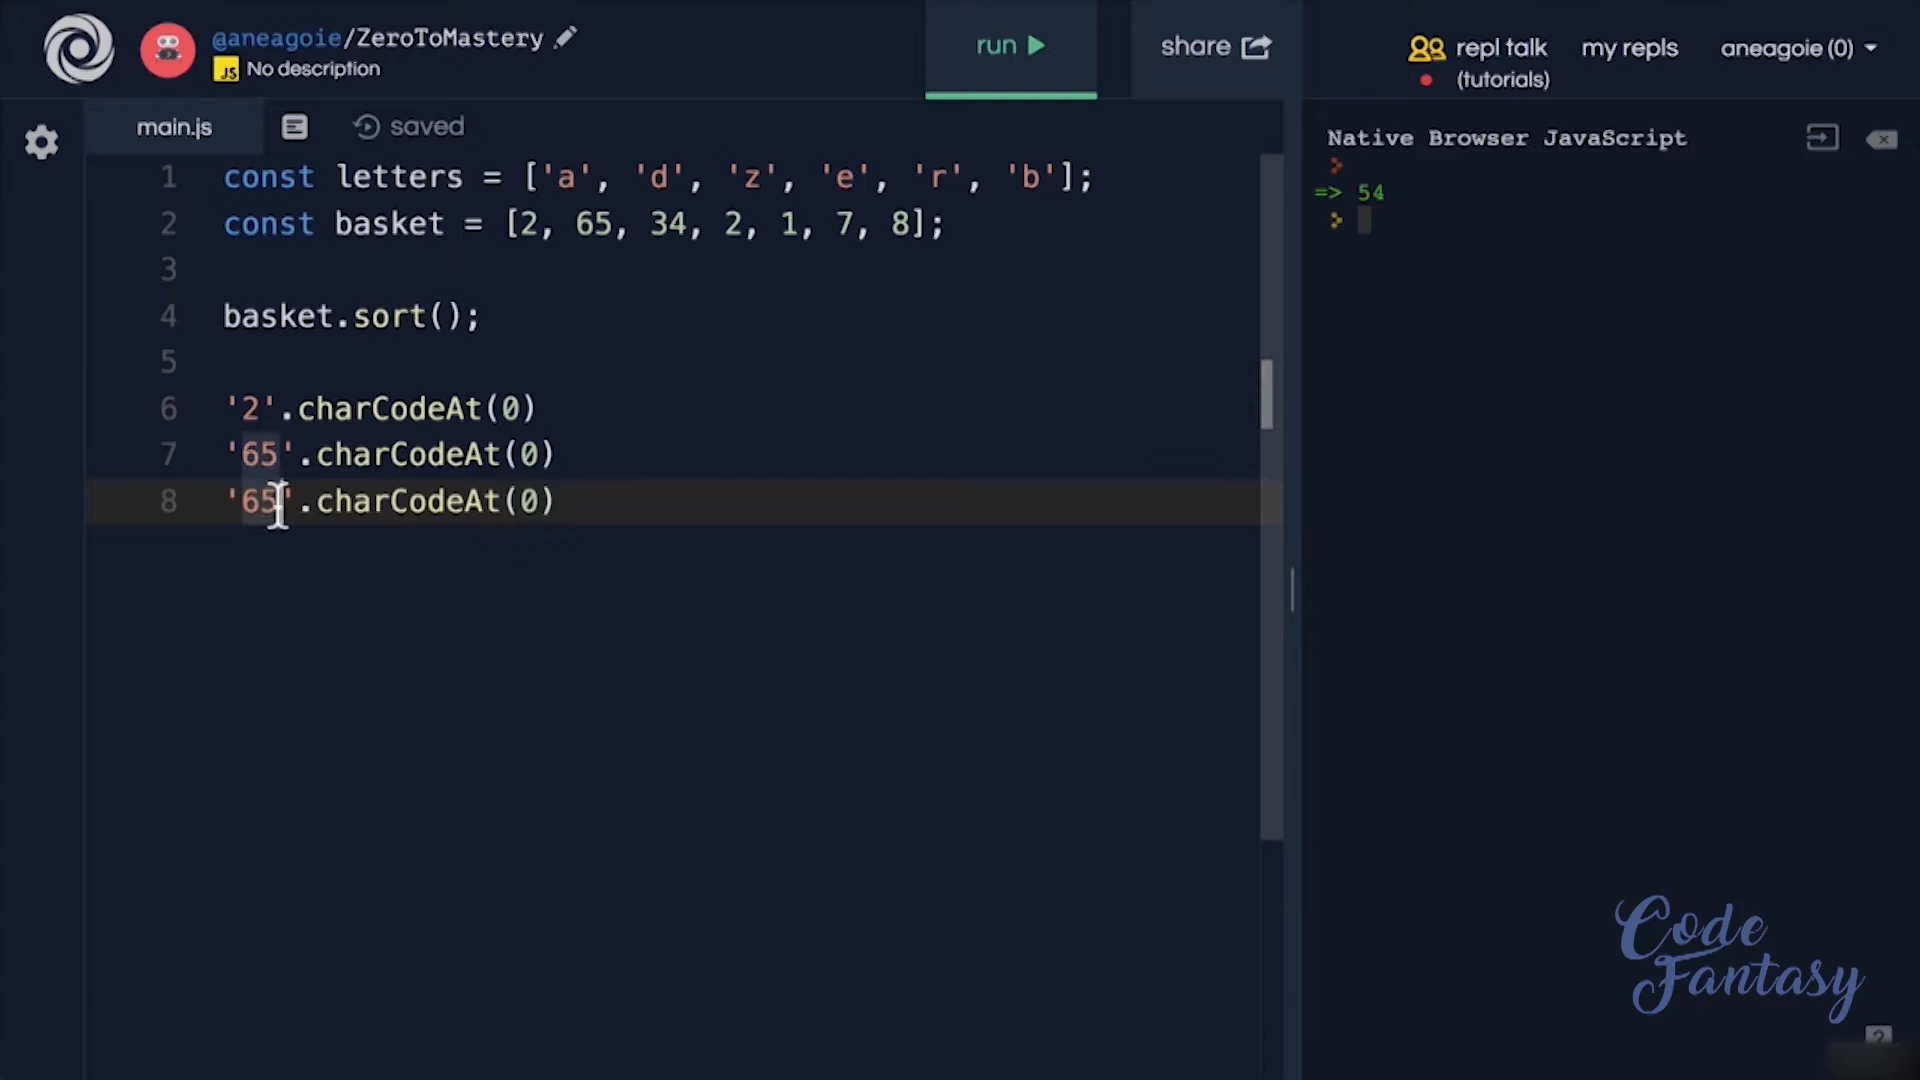 @aneagoie/ZeroToMastery
JS No description
run
share
repl talk
(tutorials)
my repls
aneagoie (0)
main.js
saved
1 const letters = ['a', 'd', 'z', 'e', 'r', 'b'];
2 const basket = [2, 65, 34, 2, 1, 7, 8];
3
4 basket.sort();
5
6 '2'.charCodeAt(0)
7 '65'.charCodeAt(0)
8 '65'.charCodeAt(0)
Native Browser JavaScript
>
=> 54
>
Code
Fantasy
?